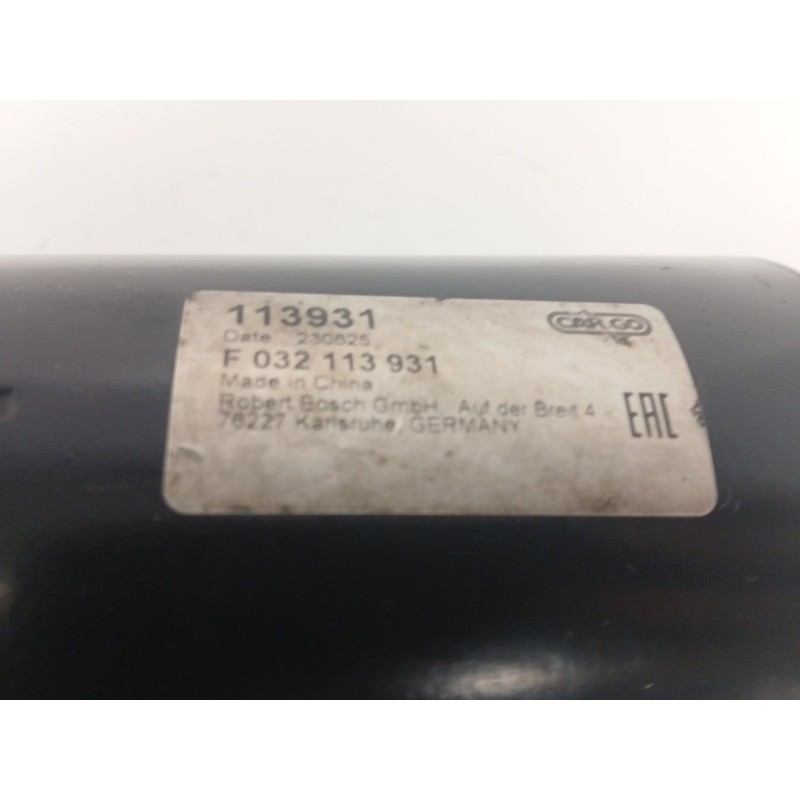 113931
CARGO
Date 230625
F 032 113 931
Made in China
Robert Bosch GmbH, Auf der Breit 4
76227 Karlsruhe, GERMANY
EAC